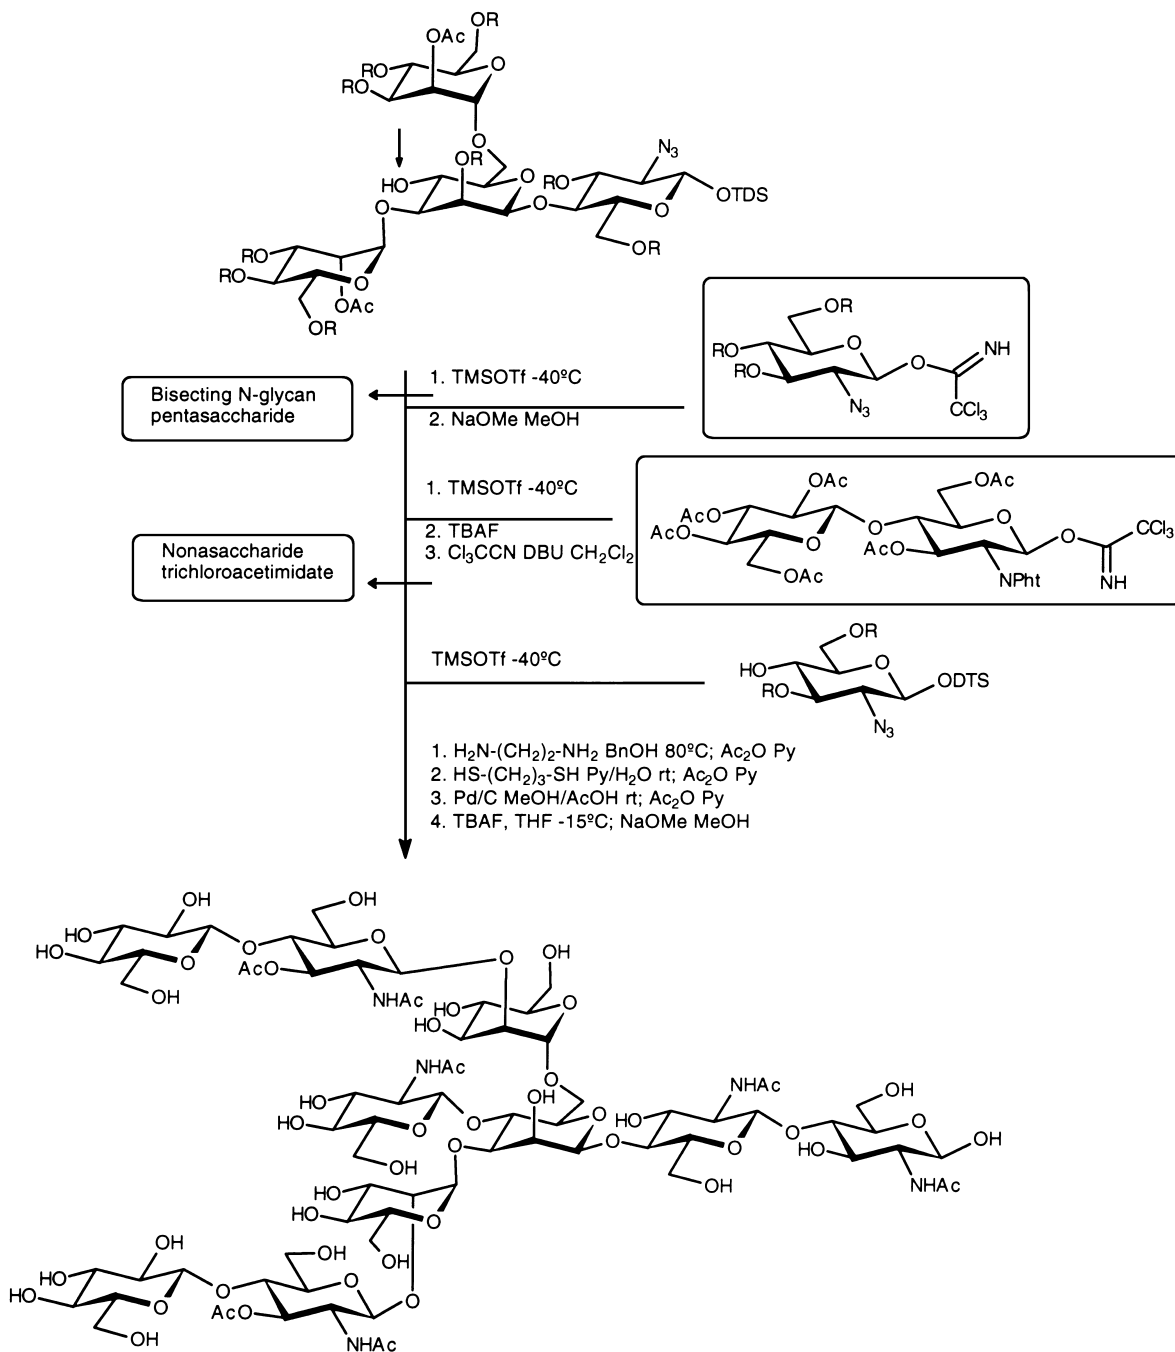 OR
OAc
RO
O
RO
O
OR
N3
HO
O
RO
OTDS
O
O
O
RO
OR
RO
O
OAc
OR
OR
RO
O
O
NH
RO
N3
CCl3
1. TMSOTf -40ºC
2. NaOMe MeOH
Bisecting N-glycan
pentasaccharide
1. TMSOTf -40ºC
2. TBAF
3. Cl3CCN DBU CH2Cl2
OAc
OAc
AcO
AcO
O
O
O
O
CCl3
AcO
OAc
NPht
NH
Nonasaccharide
trichloroacetimidate
TMSOTf -40ºC
OR
HO
O
ODTS
RO
N3
1. H2N-(CH2)2-NH2 BnOH 80ºC; Ac2O Py
2. HS-(CH2)3-SH Py/H2O rt; Ac2O Py
3. Pd/C MeOH/AcOH rt; Ac2O Py
4. TBAF, THF -15ºC; NaOMe MeOH
OH
OH
HO
HO
O
O
O
O
OH
AcO
NHAc
OH
HO
HO
O
NHAc
O
OH
NHAc
OH
HO
HO
O
O
O
HO
O
OH
O
O
O
O
HO
OH
OH
NHAc
HO
HO
O
OH
OH
OH
HO
HO
O
O
O
O
OH
AcO
NHAc